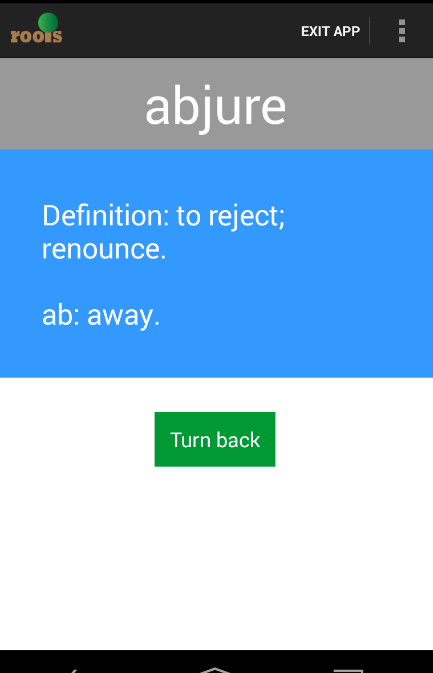 roots
EXIT APP
abjure
Definition: to reject;
renounce.
ab: away.
Turn back